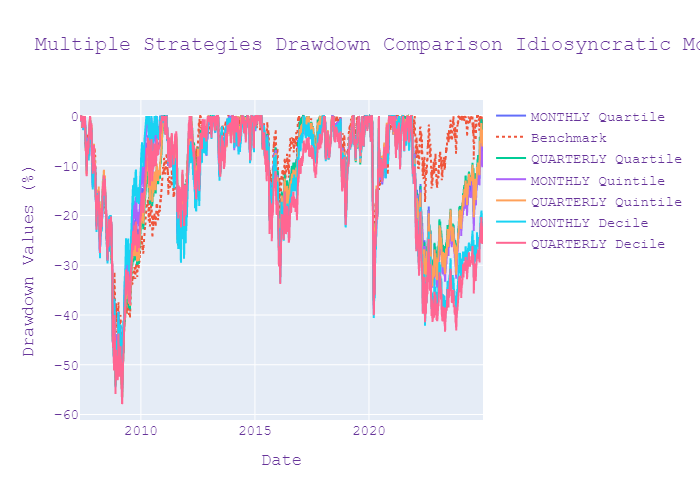 Multiple Strategies Drawdown Comparison Idiosyncratic Mo
0
−10
−20
−30
−40
−50
−60
Drawdown Values (%)
2010
2015
2020
Date
MONTHLY Quartile
Benchmark
QUARTERLY Quartile
MONTHLY Quintile
QUARTERLY Quintile
MONTHLY Decile
QUARTERLY Decile